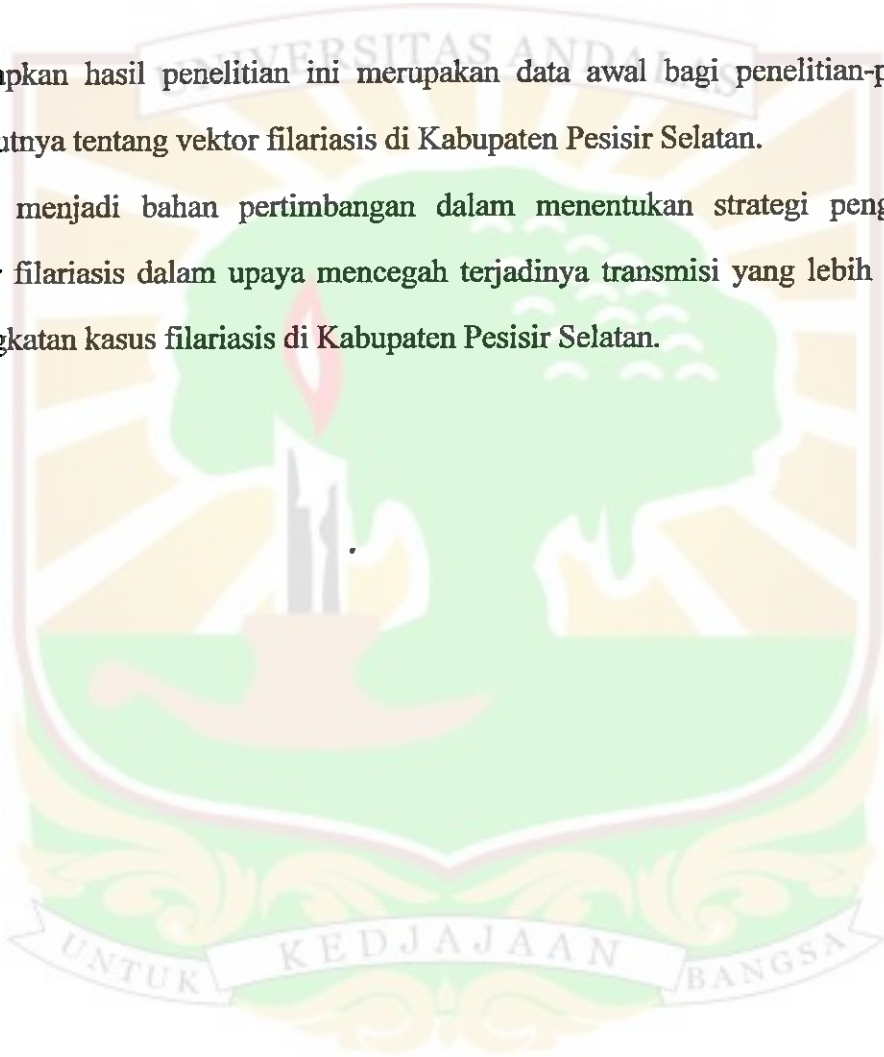 UNIVERSITAS ANDALAS
apkan hasil penelitian ini merupakan data awal bagi penelitian-p
utnya tentang vektor filariasis di Kabupaten Pesisir Selatan.
menjadi bahan pertimbangan dalam menentukan strategi peng
filariasis dalam upaya mencegah terjadinya transmisi yang lebih
gkatan kasus filariasis di Kabupaten Pesisir Selatan.
UNTUK KEDJAJAAN BANGSA